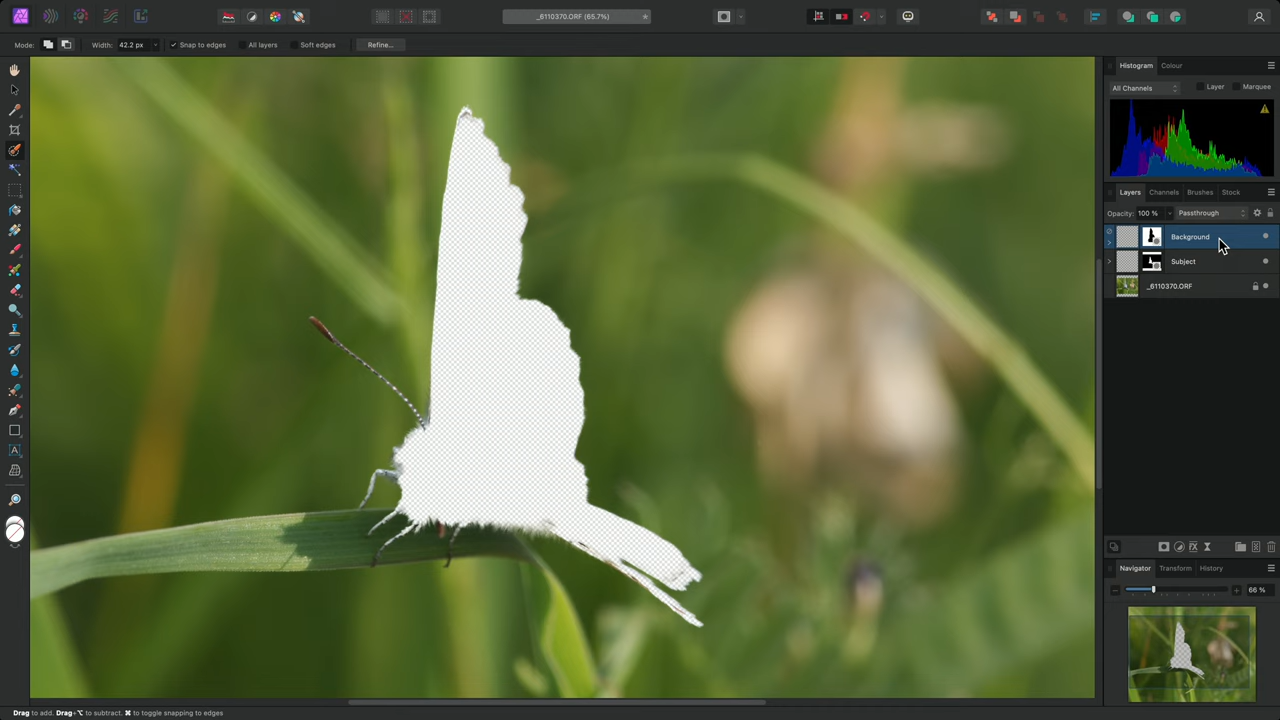 _6110370.ORF (65.7%)
Mode: Width: 42.2 px Snap to edges All layers Soft edges Refine...
Histogram Colour
All Channels Layer Marquee
Layers Channels Brushes Stock
Opacity: 100 % Passthrough
Background
Subject
_6110370.ORF
Navigator Transform History
66 %
Drag to add. Drag+⌥ to subtract. ⌘ to toggle snapping to edges